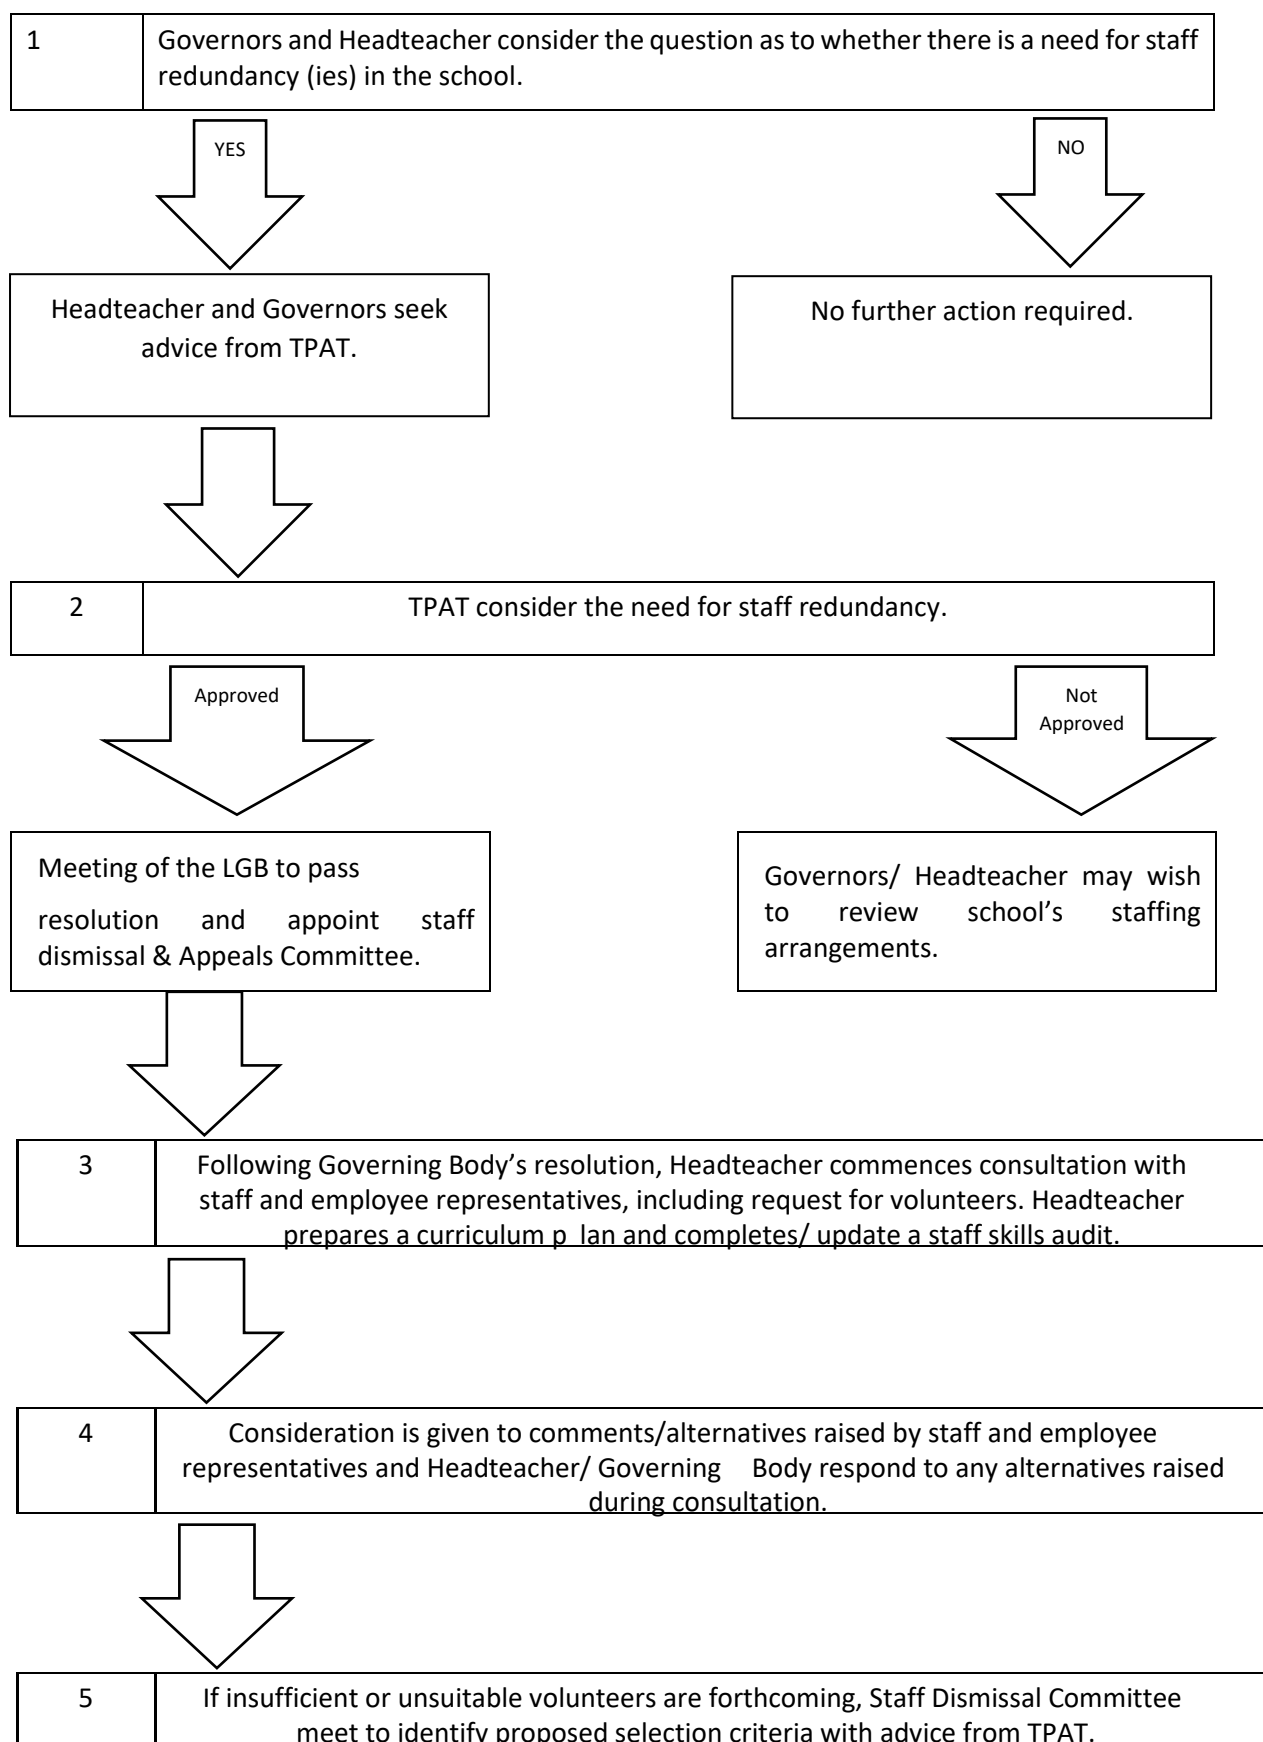 1 Governors and Headteacher consider the question as to whether there is a need for staff
redundancy (ies) in the school.
YES
NO
Headteacher and Governors seek
advice from TPAT.
No further action required.
2 TPAT consider the need for staff redundancy.
Approved
Not
Approved
Meeting of the LGB to pass
resolution and appoint staff
dismissal & Appeals Committee.
Governors/ Headteacher may wish
to review school’s staffing
arrangements.
3 Following Governing Body’s resolution, Headteacher commences consultation with
staff and employee representatives, including request for volunteers. Headteacher
prepares a curriculum p lan and completes/ update a staff skills audit.
4 Consideration is given to comments/alternatives raised by staff and employee
representatives and Headteacher/ Governing Body respond to any alternatives raised
during consultation.
5 If insufficient or unsuitable volunteers are forthcoming, Staff Dismissal Committee
meet to identify proposed selection criteria with advice from TPAT.